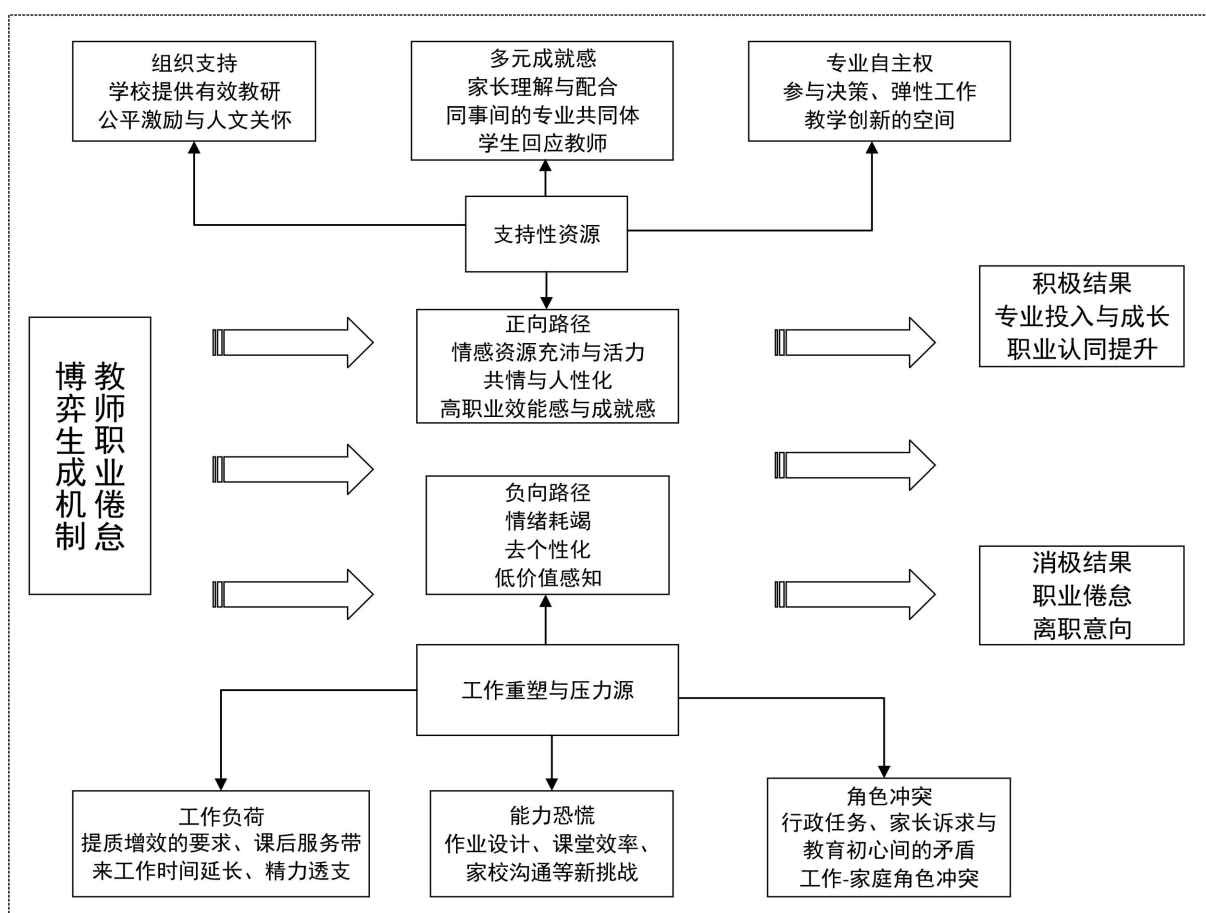 组织支持
学校提供有效教研
公平激励与人文关怀
多元成就感
家长理解与配合
同事间的专业共同体
学生回应教师
专业自主权
参与决策、弹性工作
教学创新的空间
支持性资源
教师职业倦怠
博弈生成机制
正向路径
情感资源充沛与活力
共情与人性化
高职业效能感与成就感
积极结果
专业投入与成长
职业认同提升
负向路径
情绪耗竭
去个性化
低价值感知
消极结果
职业倦怠
离职意向
工作重塑与压力源
工作负荷
提质增效的要求、课后服务带
来工作时间延长、精力透支
能力恐慌
作业设计、课堂效率、
家校沟通等新挑战
角色冲突
行政任务、家长诉求与
教育初心间的矛盾
工作-家庭角色冲突